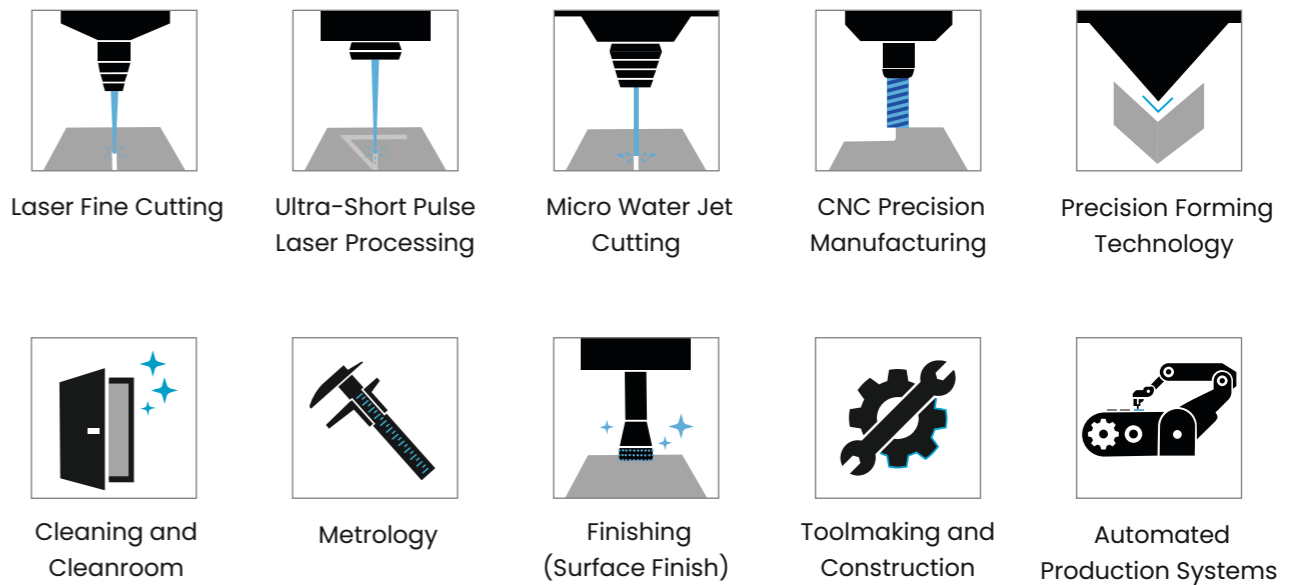 Laser Fine Cutting
Ultra-Short Pulse
Laser Processing
Micro Water Jet
Cutting
CNC Precision
Manufacturing
Precision Forming
Technology
Cleaning and
Cleanroom
Metrology
Finishing
(Surface Finish)
Toolmaking and
Construction
Automated
Production Systems